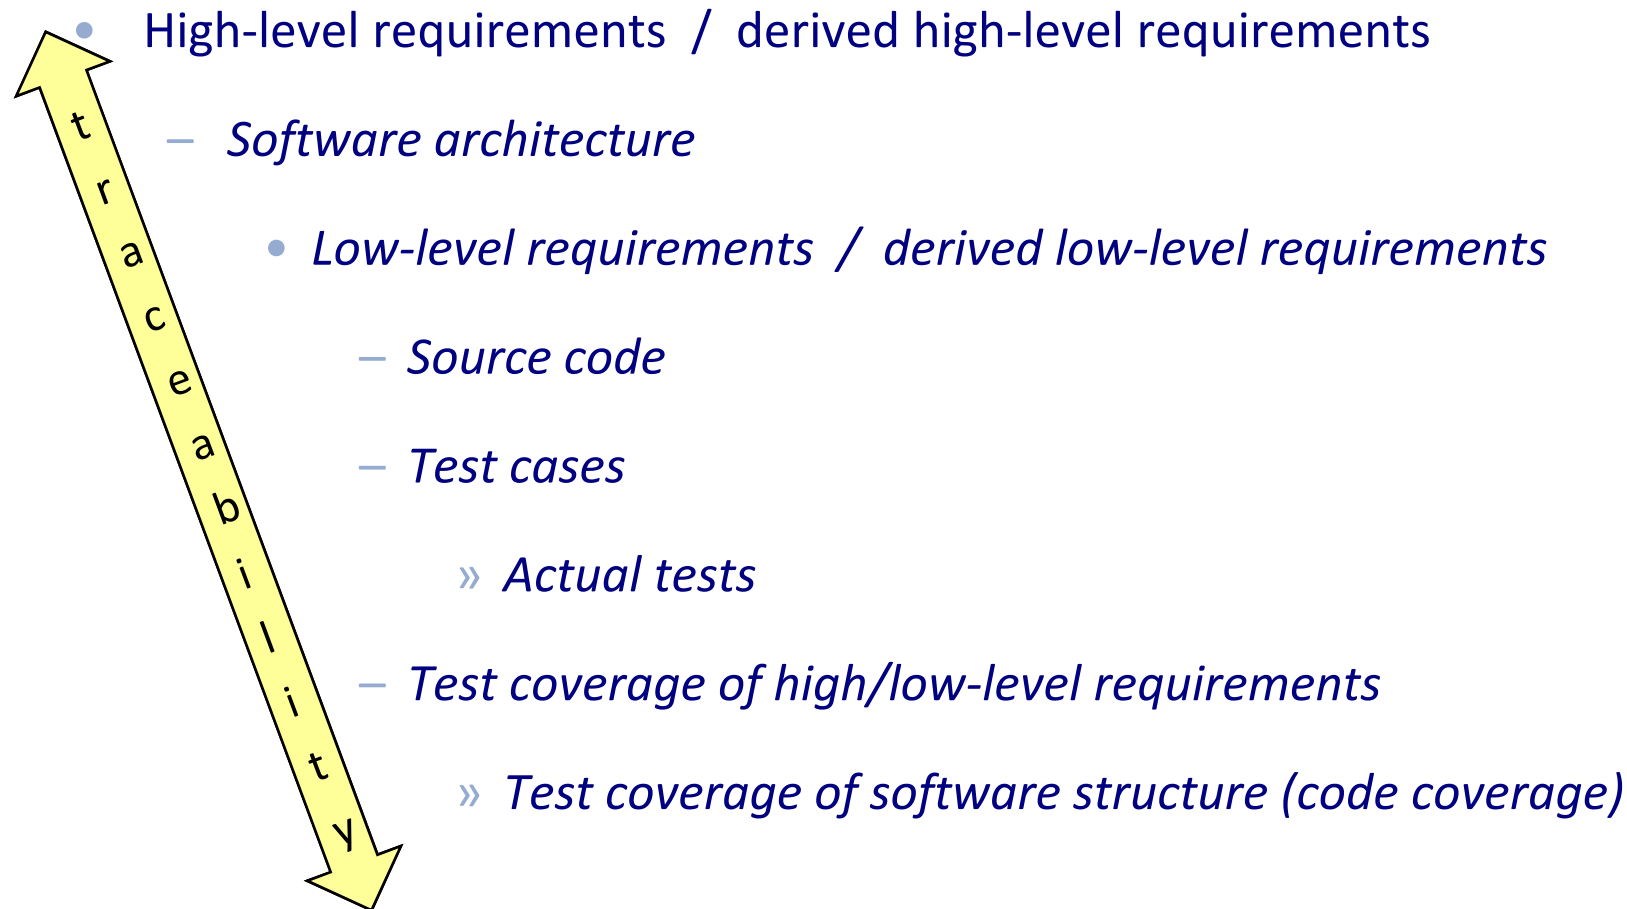 • High-level requirements / derived high-level requirements
– Software architecture
• Low-level requirements / derived low-level requirements
– Source code
– Test cases
» Actual tests
– Test coverage of high/low-level requirements
» Test coverage of software structure (code coverage)
traceability